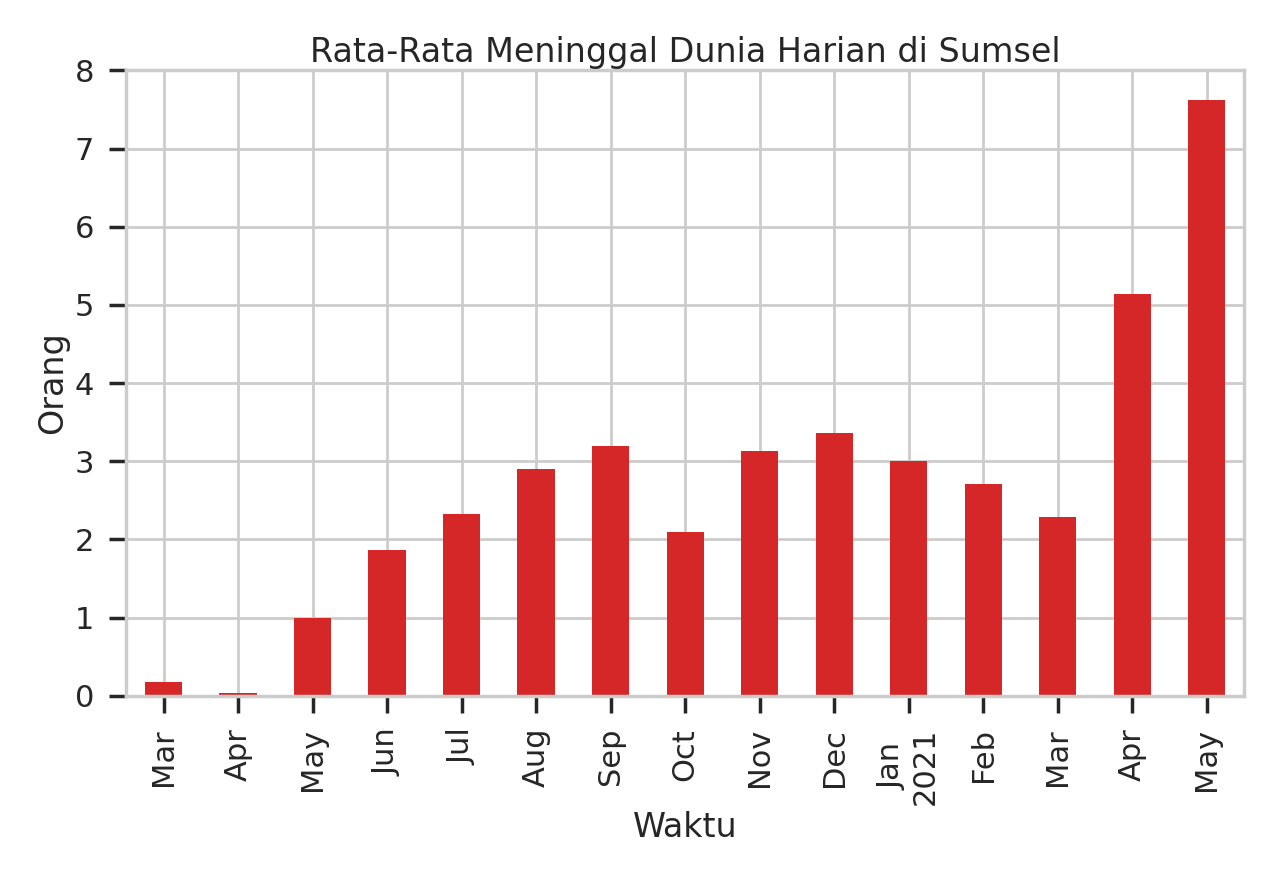 Rata-Rata Meninggal Dunia Harian di Sumsel
8
7
6
5
4
3
2
1
0
Orang
Mar
Apr
May
Jun
Jul
Aug
Sep
Oct
Nov
Dec
Jan
2021
Feb
Mar
Apr
May
Waktu